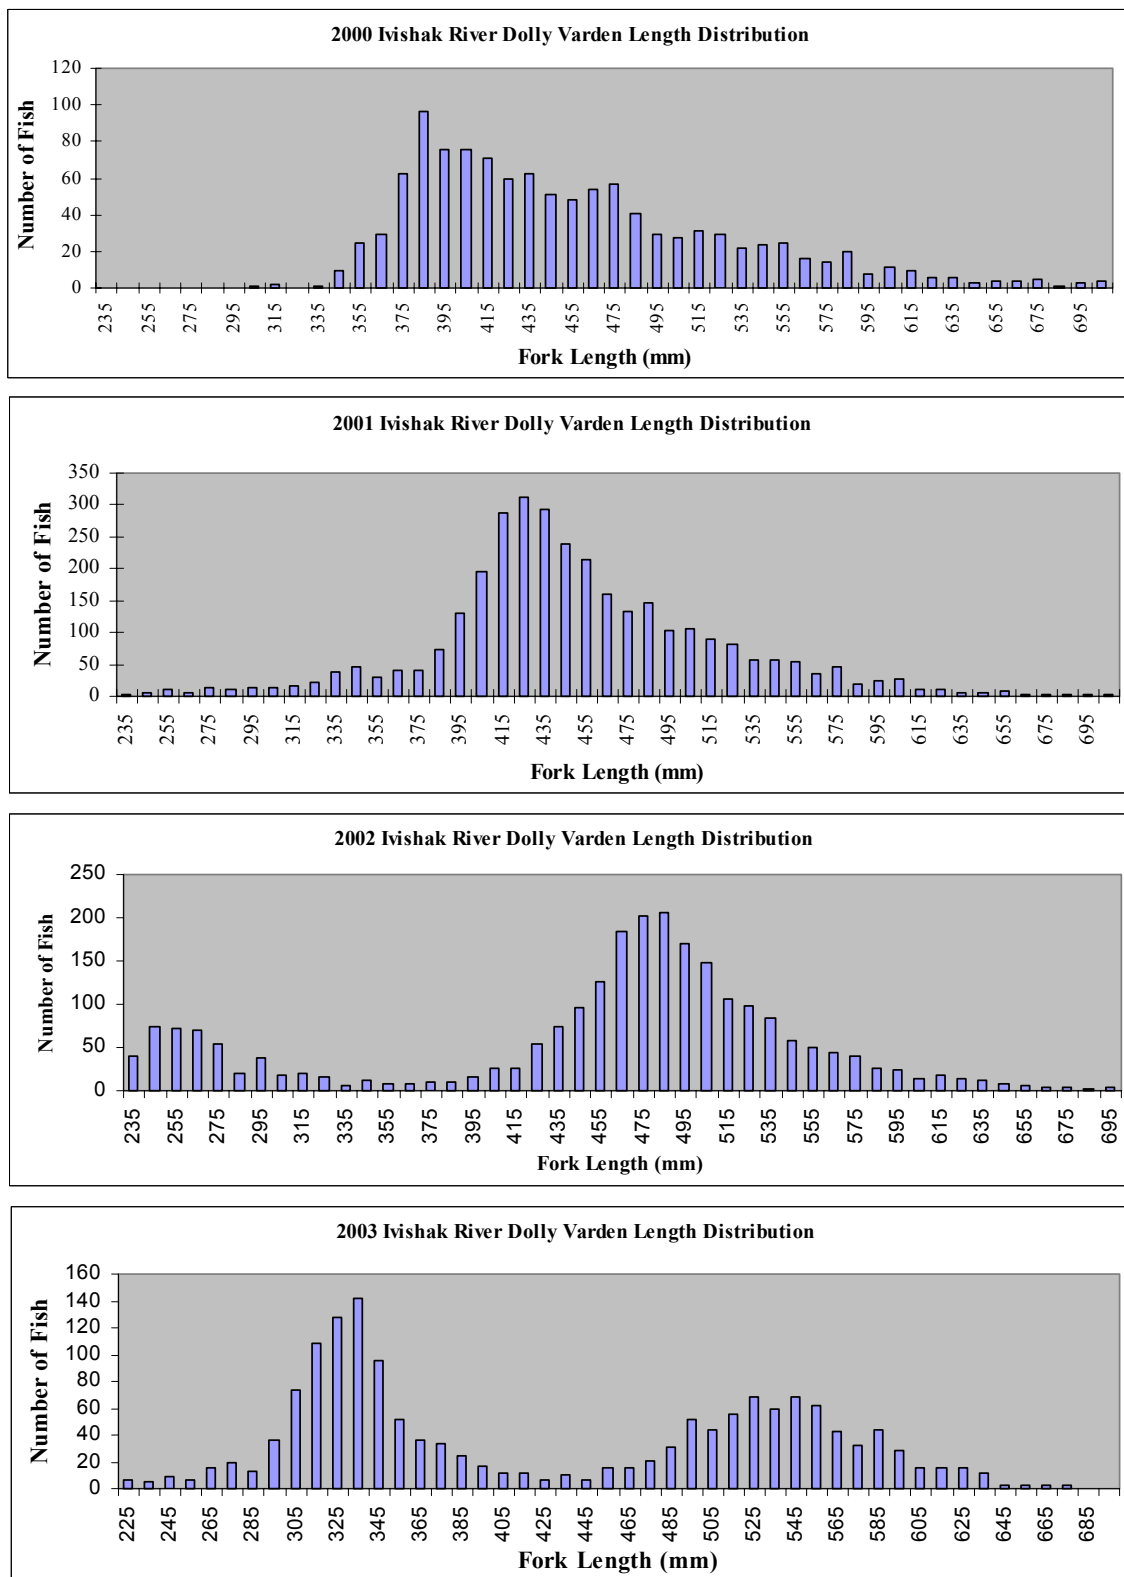 2000 Ivishak River Dolly Varden Length Distribution
120
100
80
60
40
20
0
Number of Fish
235 255 275 295 315 335 355 375 395 415 435 455 475 495 515 535 555 575 595 615 635 655 675 695
Fork Length (mm)
2001 Ivishak River Dolly Varden Length Distribution
350
300
250
200
150
100
50
0
Number of Fish
235 255 275 295 315 335 355 375 395 415 435 455 475 495 515 535 555 575 595 615 635 655 675 695
Fork Length (mm)
2002 Ivishak River Dolly Varden Length Distribution
250
200
150
100
50
0
Number of Fish
235 255 275 295 315 335 355 375 395 415 435 455 475 495 515 535 555 575 595 615 635 655 675 695
Fork Length (mm)
2003 Ivishak River Dolly Varden Length Distribution
160
140
120
100
80
60
40
20
0
Number of Fish
225 245 265 285 305 325 345 365 385 405 425 445 465 485 505 525 545 565 585 605 625 645 665 685
Fork Length (mm)